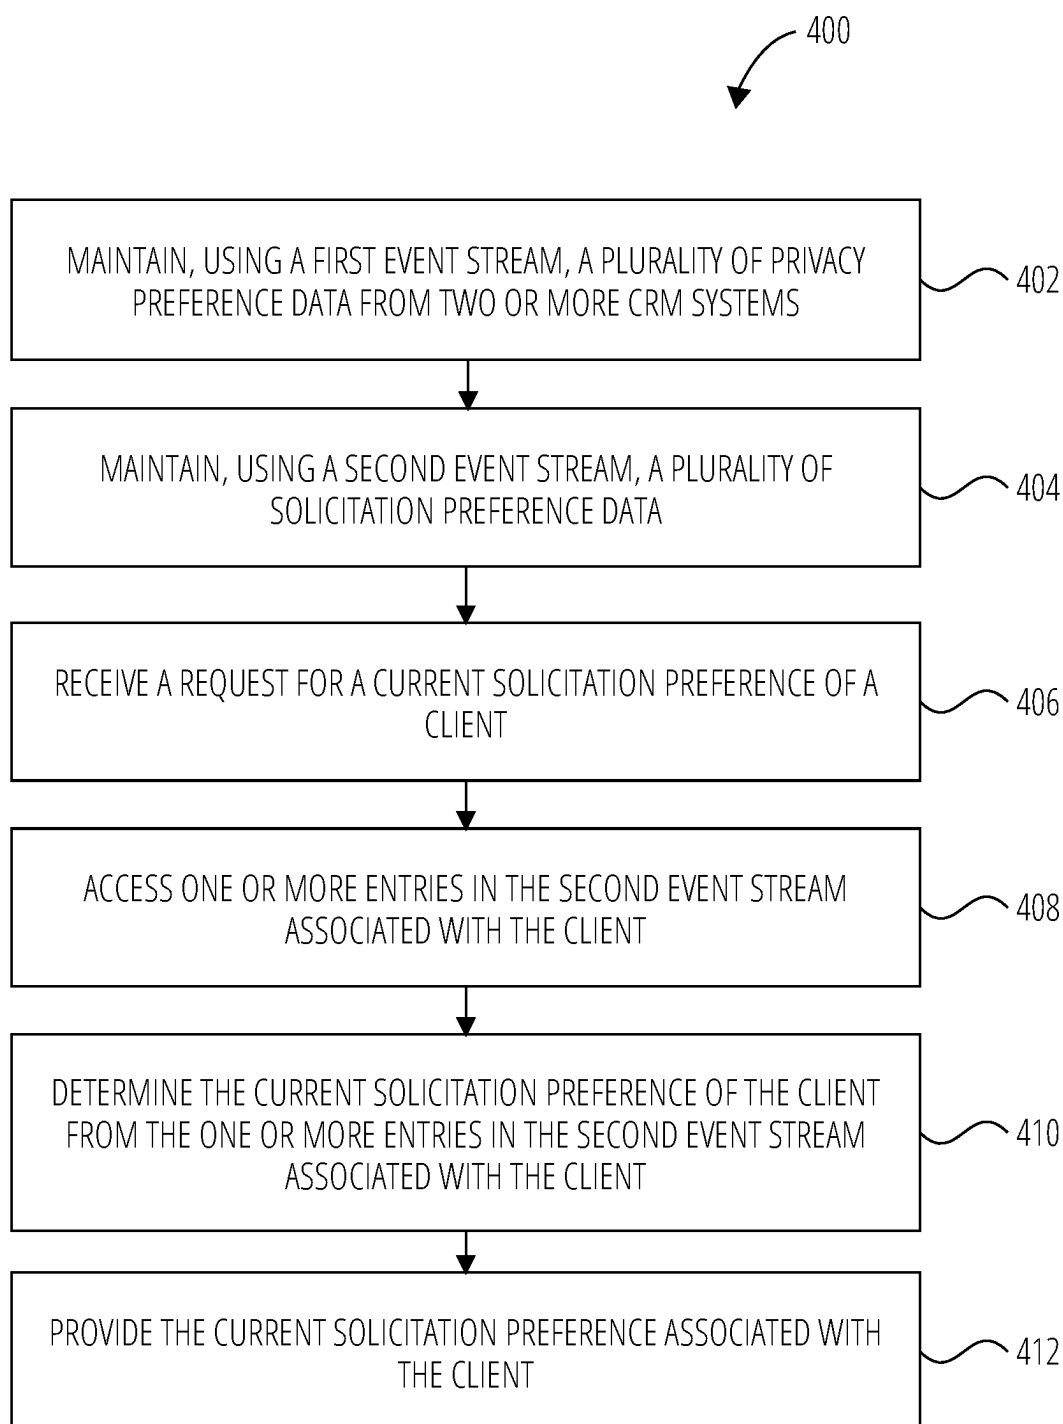 400
MAINTAIN, USING A FIRST EVENT STREAM, A PLURALITY OF PRIVACY
PREFERENCE DATA FROM TWO OR MORE CRM SYSTEMS
402
MAINTAIN, USING A SECOND EVENT STREAM, A PLURALITY OF
SOLICITATION PREFERENCE DATA
404
RECEIVE A REQUEST FOR A CURRENT SOLICITATION PREFERENCE OF A
CLIENT
406
ACCESS ONE OR MORE ENTRIES IN THE SECOND EVENT STREAM
ASSOCIATED WITH THE CLIENT
408
DETERMINE THE CURRENT SOLICITATION PREFERENCE OF THE CLIENT
FROM THE ONE OR MORE ENTRIES IN THE SECOND EVENT STREAM
ASSOCIATED WITH THE CLIENT
410
PROVIDE THE CURRENT SOLICITATION PREFERENCE ASSOCIATED WITH
THE CLIENT
412